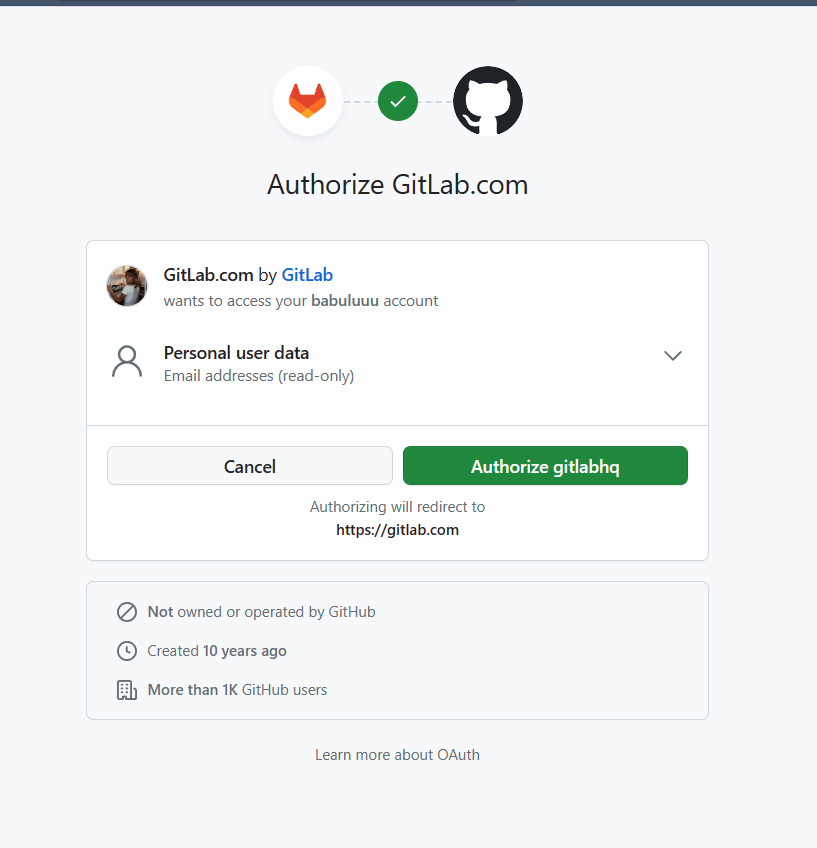 Authorize GitLab.com
GitLab.com by GitLab
wants to access your babuluuu account
Personal user data
Email addresses (read-only)
Cancel
Authorize gitlabhq
Authorizing will redirect to
https://gitlab.com
Not owned or operated by GitHub
Created 10 years ago
More than 1K GitHub users
Learn more about OAuth